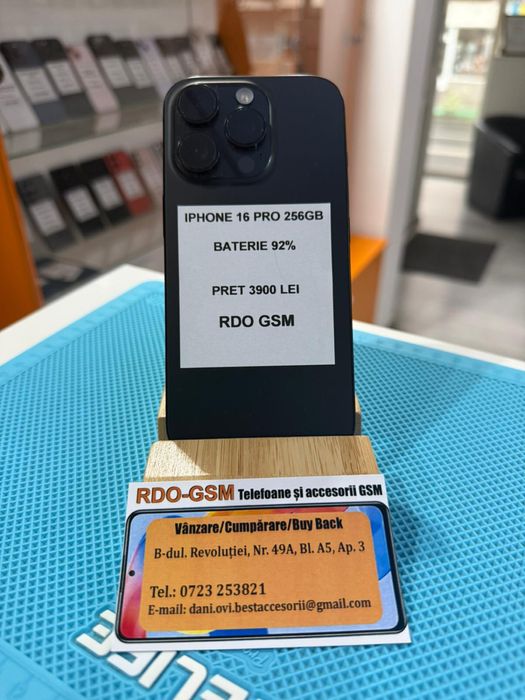 IPHONE 16 PRO 256GB
BATERIE 92%
PRET 3900 LEI
RDO GSM
RDO-GSM Telefoane și accesorii GSM
Vânzare/Cumpărare/Buy Back
B-dul. Revoluției, Nr. 49A, Bl. A5, Ap. 3
Tel.: 0723 253821
E-mail: dani.ovi.bestaccesorii@gmail.com